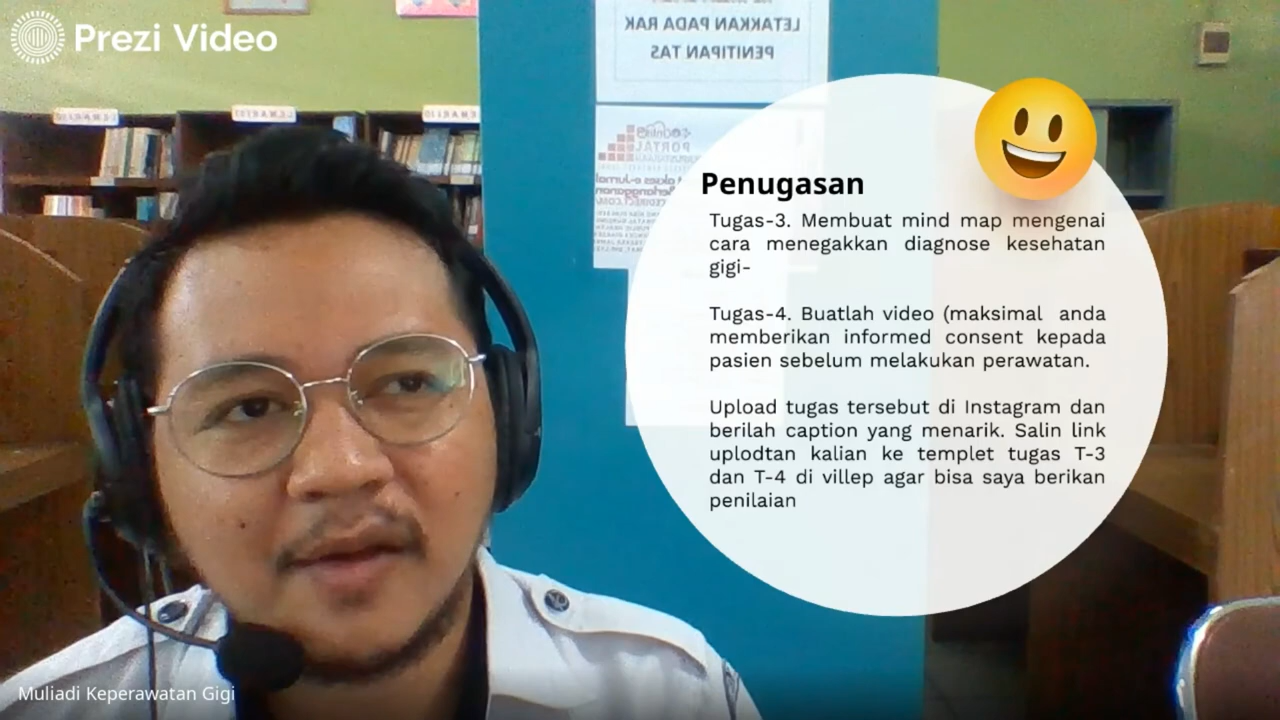 Prezi Video
LETAKKAN PADA RAK
PENITIPAN TAS
PORTAL
Penugasan
Tugas-3. Membuat mind map mengenai
cara menegakkan diagnose kesehatan
gigi-
Tugas-4. Buatlah video (maksimal anda
memberikan informed consent kepada
pasien sebelum melakukan perawatan.
Upload tugas tersebut di Instagram dan
berilah caption yang menarik. Salin link
uplodtan kalian ke templet tugas T-3
dan T-4 di villep agar bisa saya berikan
penilaian
Muliadi Keperawatan Gigi